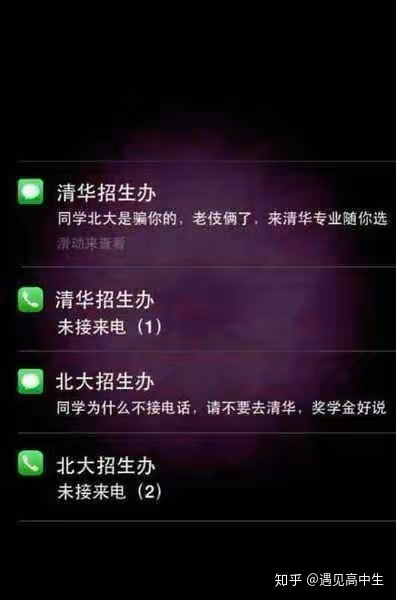 清华招生办
同学北大是骗你的，老伎俩了，来清华专业随你选
滑动来查看
清华招生办
未接来电（1）
北大招生办
同学为什么不接电话，请不要去清华，奖学金好说
北大招生办
未接来电（2）
知乎 @遇见高中生